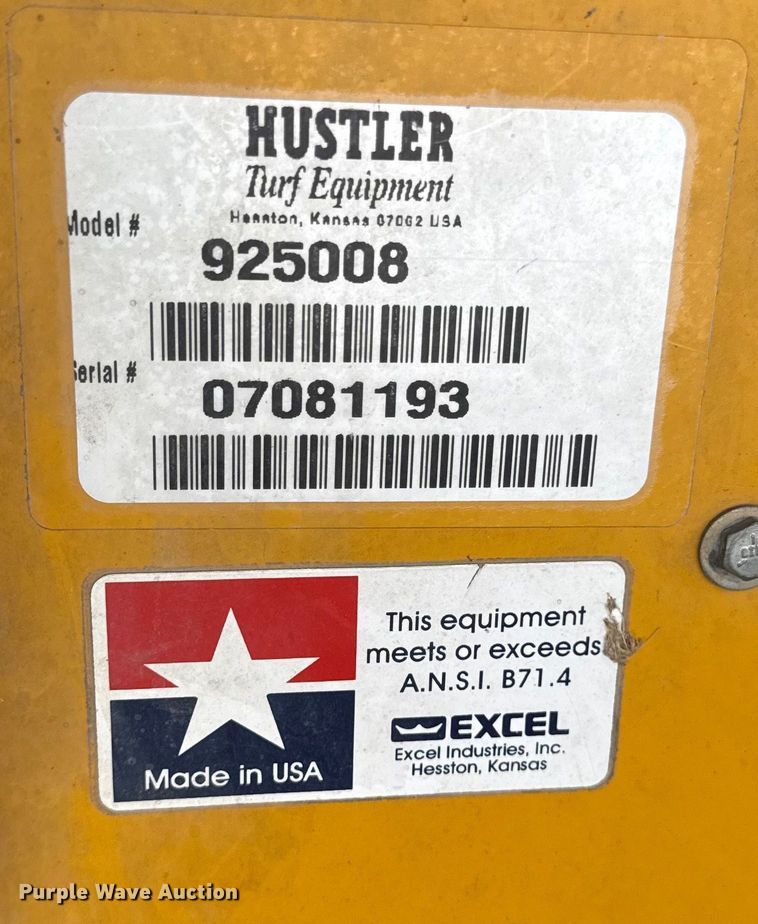 HUSTLER
Turf Equipment
Hesston, Kansas 67062 USA
Model #
925008
Serial #
07081193
This equipment
meets or exceeds
A.N.S.I. B71.4
EXCEL
Excel Industries, Inc.
Hesston, Kansas
Made in USA
Purple Wave Auction